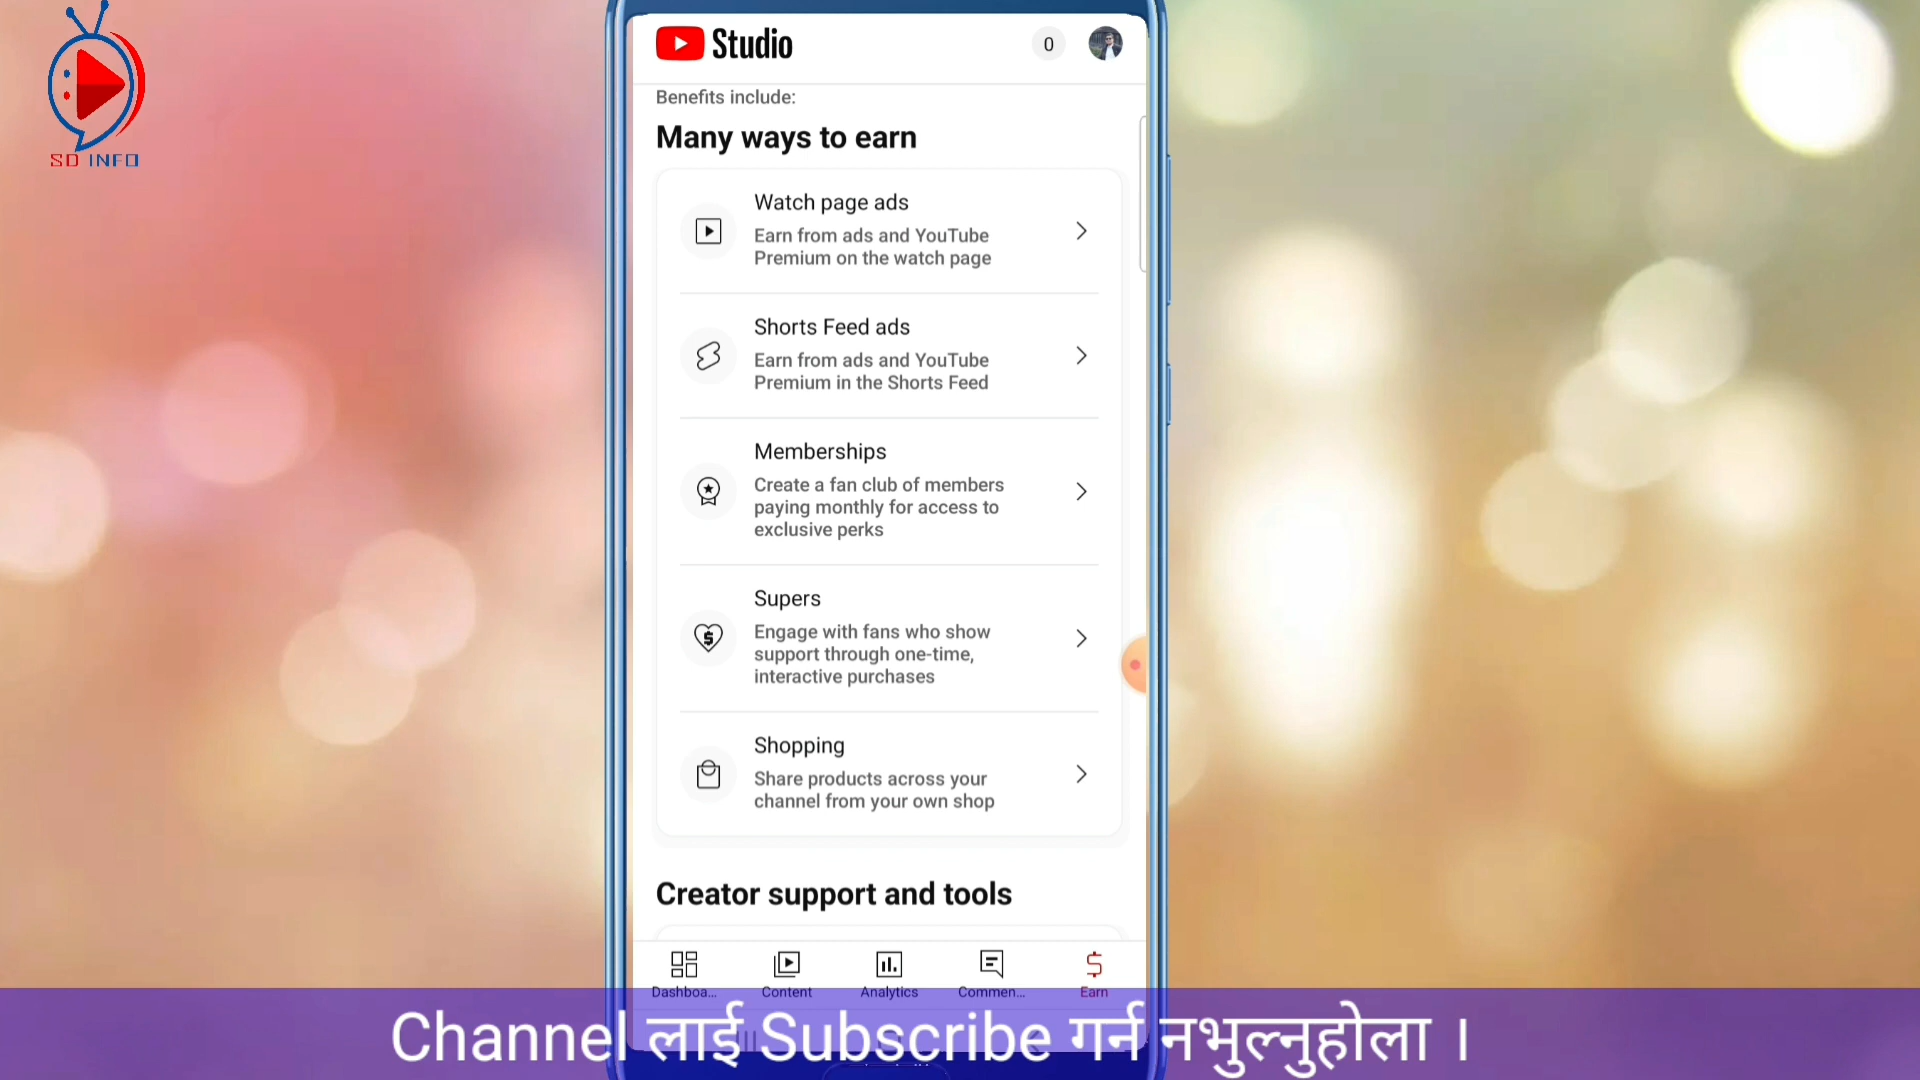 SD INFO
Studio
0
Benefits include:
Many ways to earn
Watch page ads
Earn from ads and YouTube
Premium on the watch page
Shorts Feed ads
Earn from ads and YouTube
Premium in the Shorts Feed
Memberships
Create a fan club of members
paying monthly for access to
exclusive perks
Supers
Engage with fans who show
support through one-time,
interactive purchases
Shopping
Share products across your
channel from your own shop
Creator support and tools
Dashboa...
Content
Analytics
Commen...
Earn
Channel लाई Subscribe गर्न नभुल्नुहोला ।